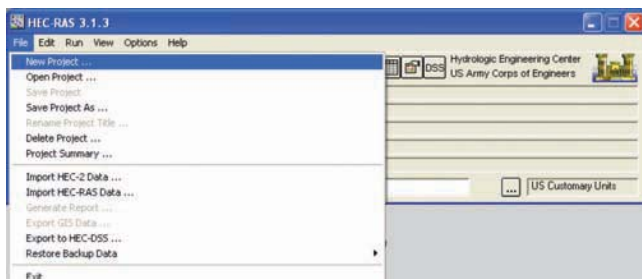 HEC-RAS 3.1.3
File Edit Run View Options Help
New Project ...
Open Project ...
Save Project
Save Project As ...
Rename Project Title ...
Delete Project ...
Project Summary ...
Import HEC-2 Data ...
Import HEC-RAS Data ...
Generate Report ...
Export GIS Data ...
Export to HEC-DSS ...
Restore Backup Data
Exit
DSS
Hydrologic Engineering Center
US Army Corps of Engineers
...
US Customary Units